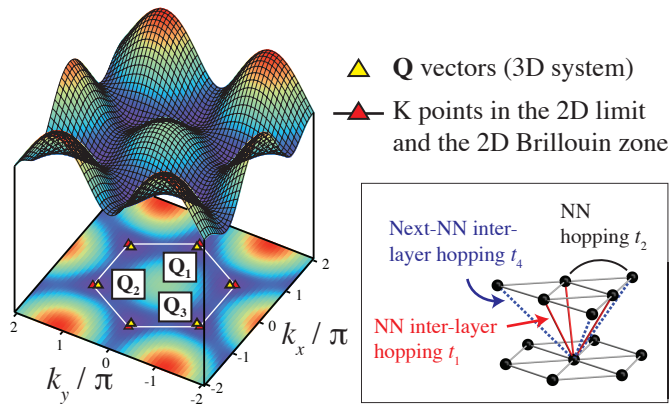 Q vectors (3D system)
K points in the 2D limit
and the 2D Brillouin zone
Q₁
Q₂
Q₃
2
1
0
-1
-2
k_y / π
-2
-1
0
1
2
k_x / π
Next-NN inter-
layer hopping t₄
NN
hopping t₂
NN inter-layer
hopping t₁